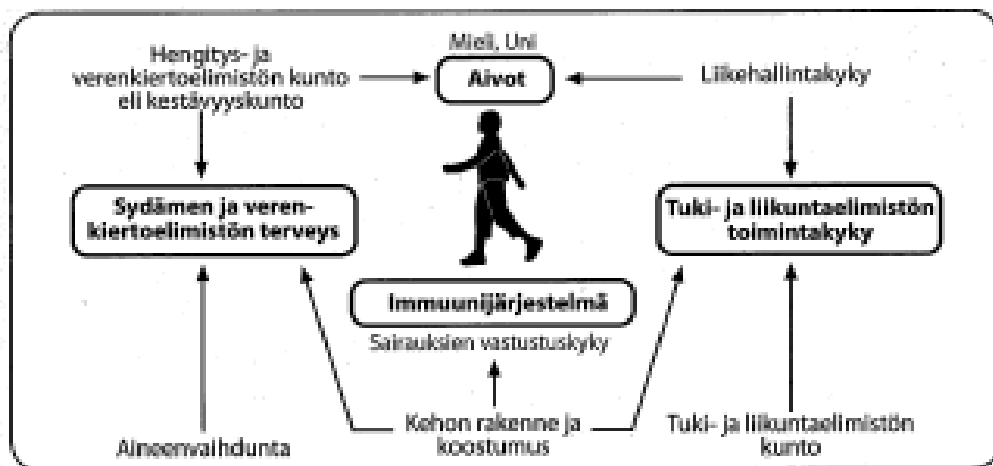 Hengitys- ja
verenkiertoelimistön kunto
eli kestävyyskunto
Mieli, Uni
Aivot
Liikehallintakyky
Sydämen ja veren-
kiertoelimistön terveys
Tuki- ja liikuntaelimistön
toimintakyky
Immuunijärjestelmä
Sairauksien vastustuskyky
Aineenvaihdunta
Kehon rakenne ja
koostumus
Tuki- ja liikuntaelimistön
kunto